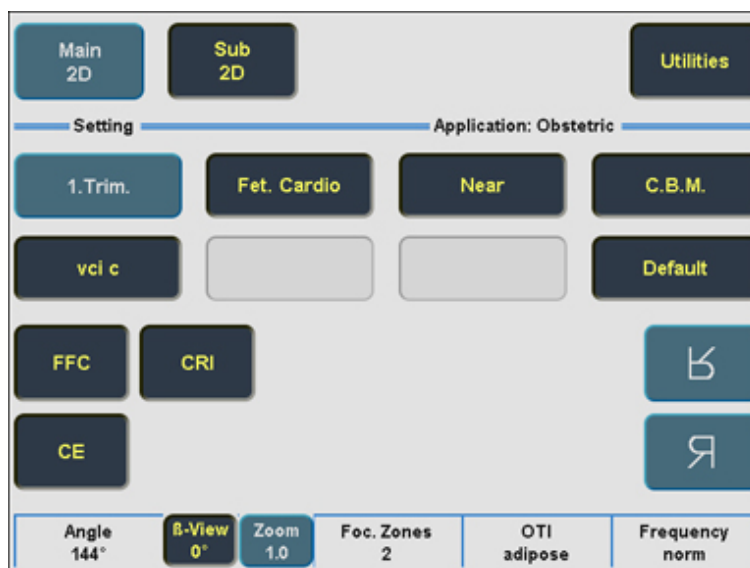 Main
2D
Sub
2D
Utilities
Setting
Application: Obstetric
1.Trim.
Fet. Cardio
Near
C.B.M.
vci c
Default
FFC
CRI
R
CE
R
Angle
144°
ß-View
0°
Zoom
1.0
Foc. Zones
2
OTI
adipose
Frequency
norm